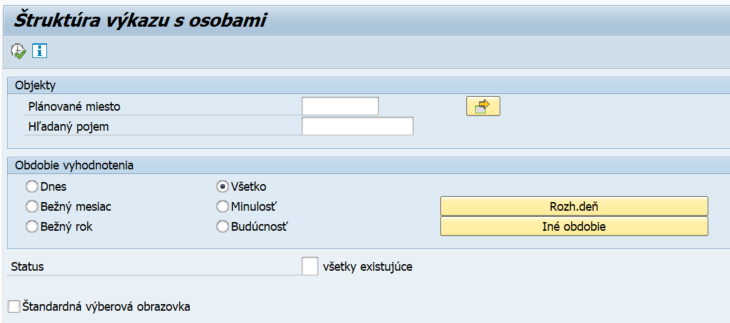 Štruktúra výkazu s osobami
Objekty
Plánované miesto
Hľadaný pojem
Obdobie vyhodnotenia
Dnes Všetko
Bežný mesiac Minulosť Rozh.deň
Bežný rok Budúcnosť Iné obdobie
Status všetky existujúce
Štandardná výberová obrazovka